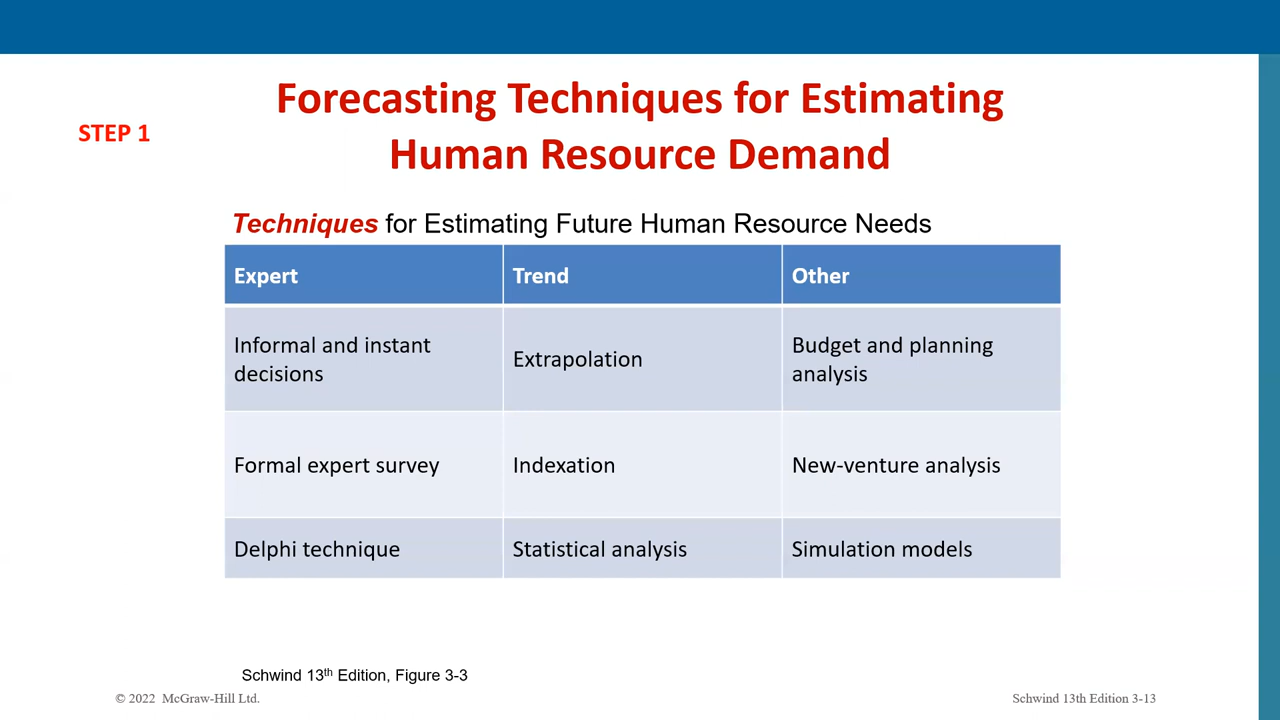 STEP 1
Forecasting Techniques for Estimating
Human Resource Demand
Techniques for Estimating Future Human Resource Needs
Expert
Trend
Other
Informal and instant
decisions
Extrapolation
Budget and planning
analysis
Formal expert survey
Indexation
New-venture analysis
Delphi technique
Statistical analysis
Simulation models
Schwind 13th Edition, Figure 3-3
© 2022 McGraw-Hill Ltd.
Schwind 13th Edition 3-13